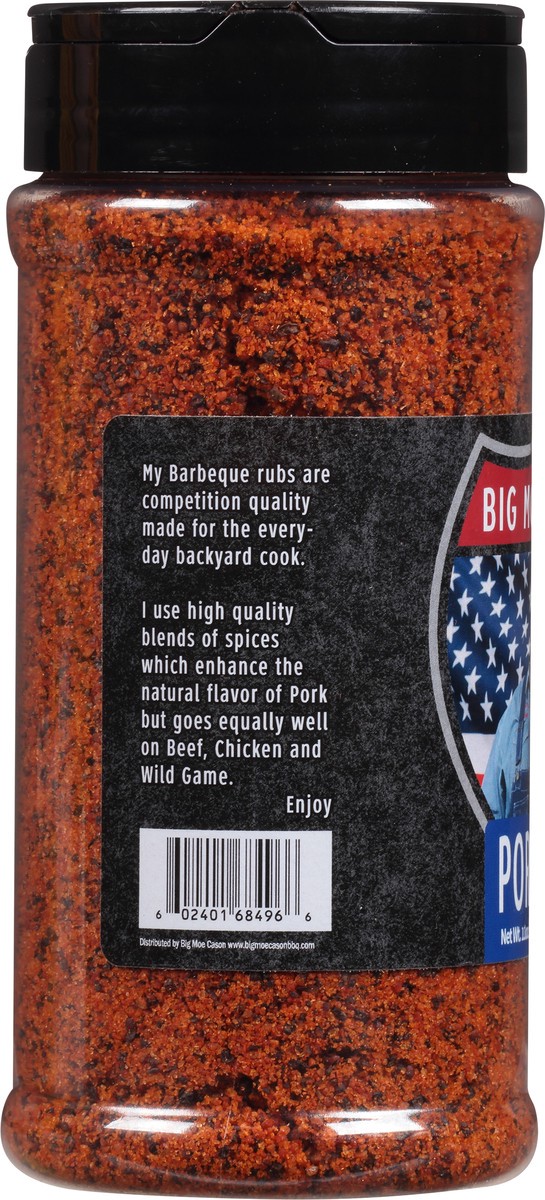 My Barbeque rubs are
competition quality
made for the every-
day backyard cook.
I use high quality
blends of spices
which enhance the
natural flavor of Pork
but goes equally well
on Beef, Chicken and
Wild Game.
Enjoy
6 02401 68496 6
Distributed by Big Moe Cason www.bigmoecasonbbq.com
BIG
Net Wt.